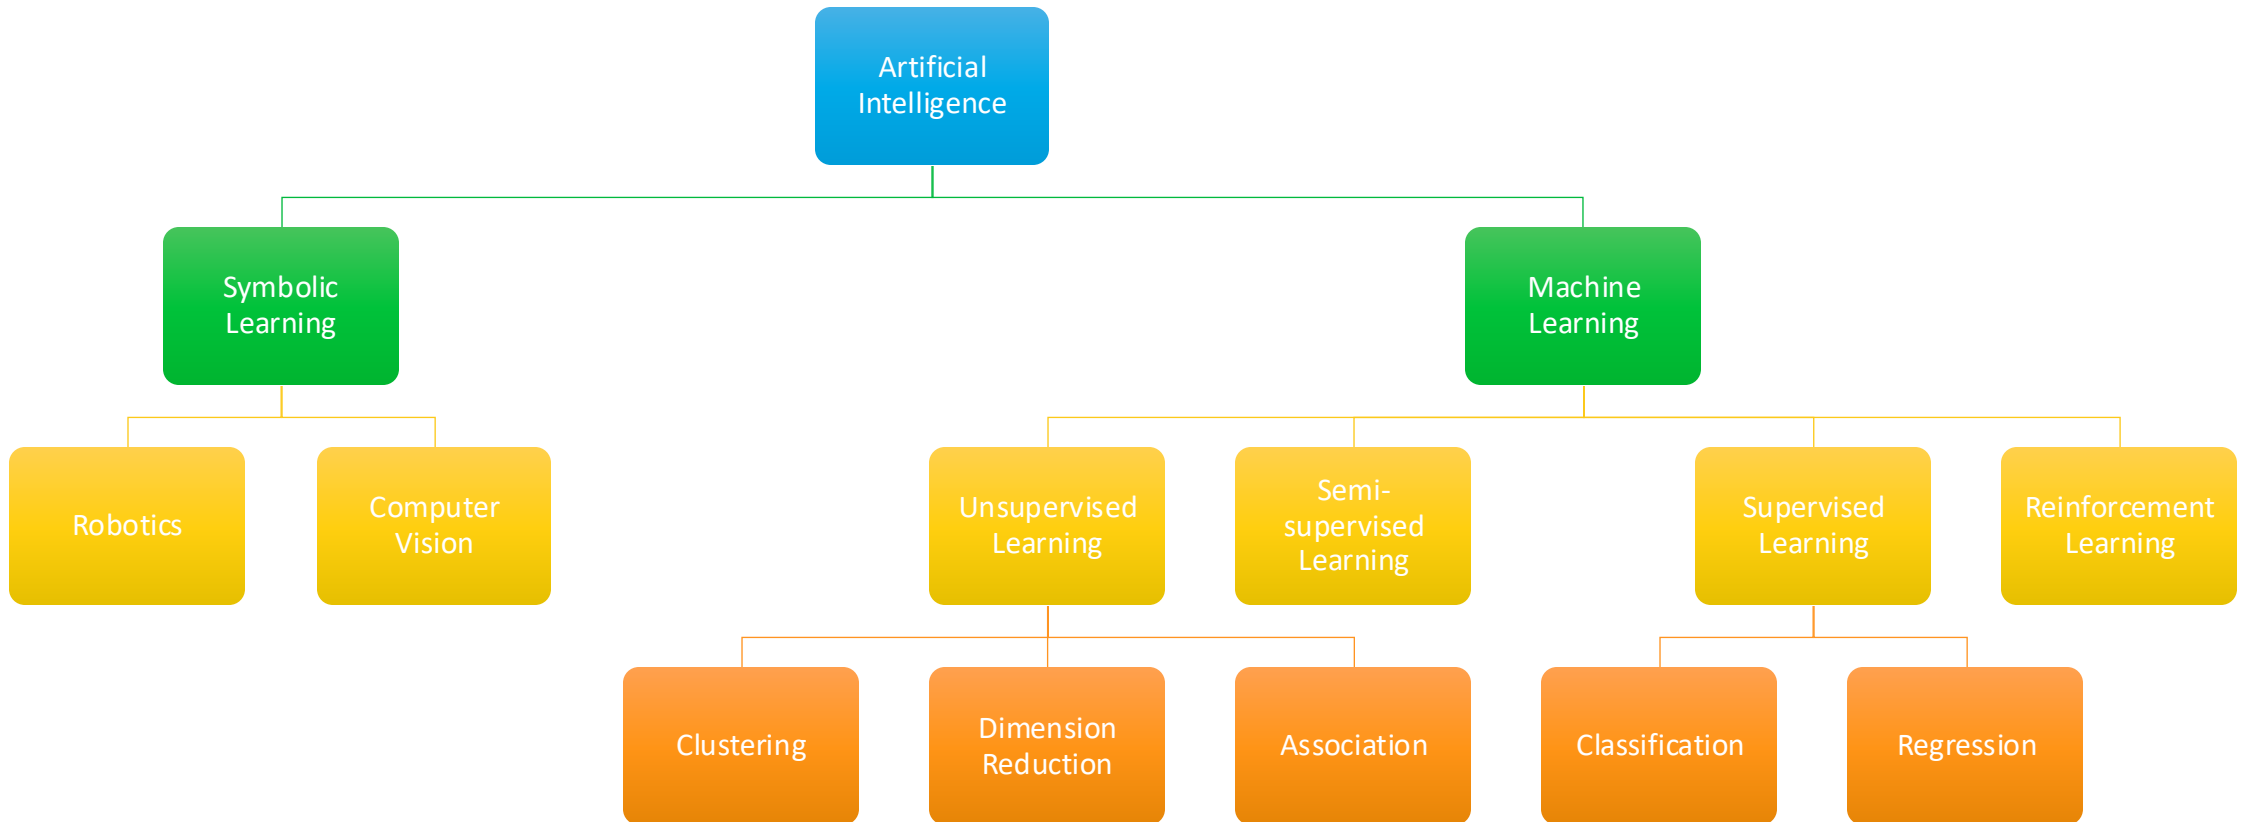 Artificial
Intelligence
Symbolic
Learning
Machine
Learning
Robotics
Computer
Vision
Unsupervised
Learning
Semi-
supervised
Learning
Supervised
Learning
Reinforcement
Learning
Clustering
Dimension
Reduction
Association
Classification
Regression